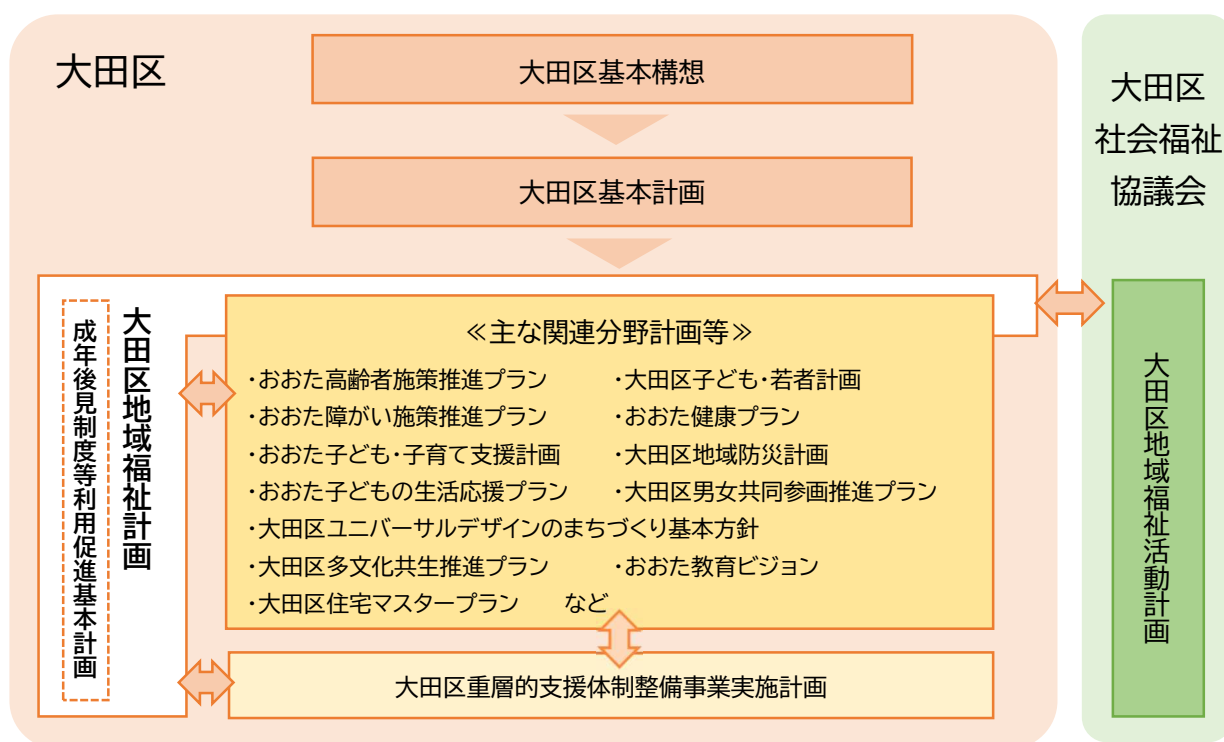 大田区
大田区基本構想
大田区基本計画
大田区地域福祉計画
成年後見制度等利用促進基本計画
≪主な関連分野計画等≫
・おおた高齢者施策推進プラン ・大田区子ども・若者計画
・おおた障がい施策推進プラン ・おおた健康プラン
・おおた子ども・子育て支援計画 ・大田区地域防災計画
・おおた子どもの生活応援プラン ・大田区男女共同参画推進プラン
・大田区ユニバーサルデザインのまちづくり基本方針
・大田区多文化共生推進プラン ・おおた教育ビジョン
・大田区住宅マスタープラン など
大田区重層的支援体制整備事業実施計画
大田区
社会福祉
協議会
大田区地域福祉活動計画